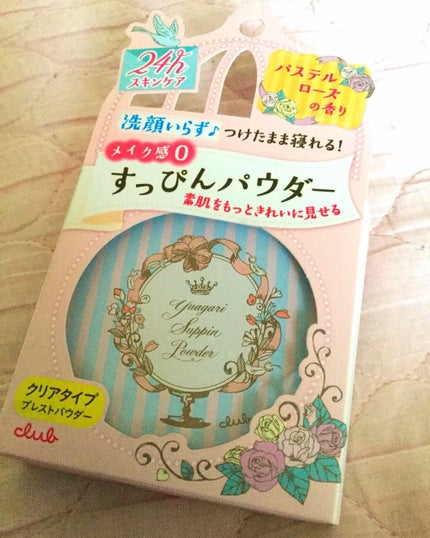 24h
スキンケア
パステル
ローズ
の香り
洗顔いらず♪つけたまま寝れる!
メイク感0
すっぴんパウダー
素肌をもっときれいに見せる
Yuagari
Suppin
Powder
club
クリアタイプ
プレストパウダー
club